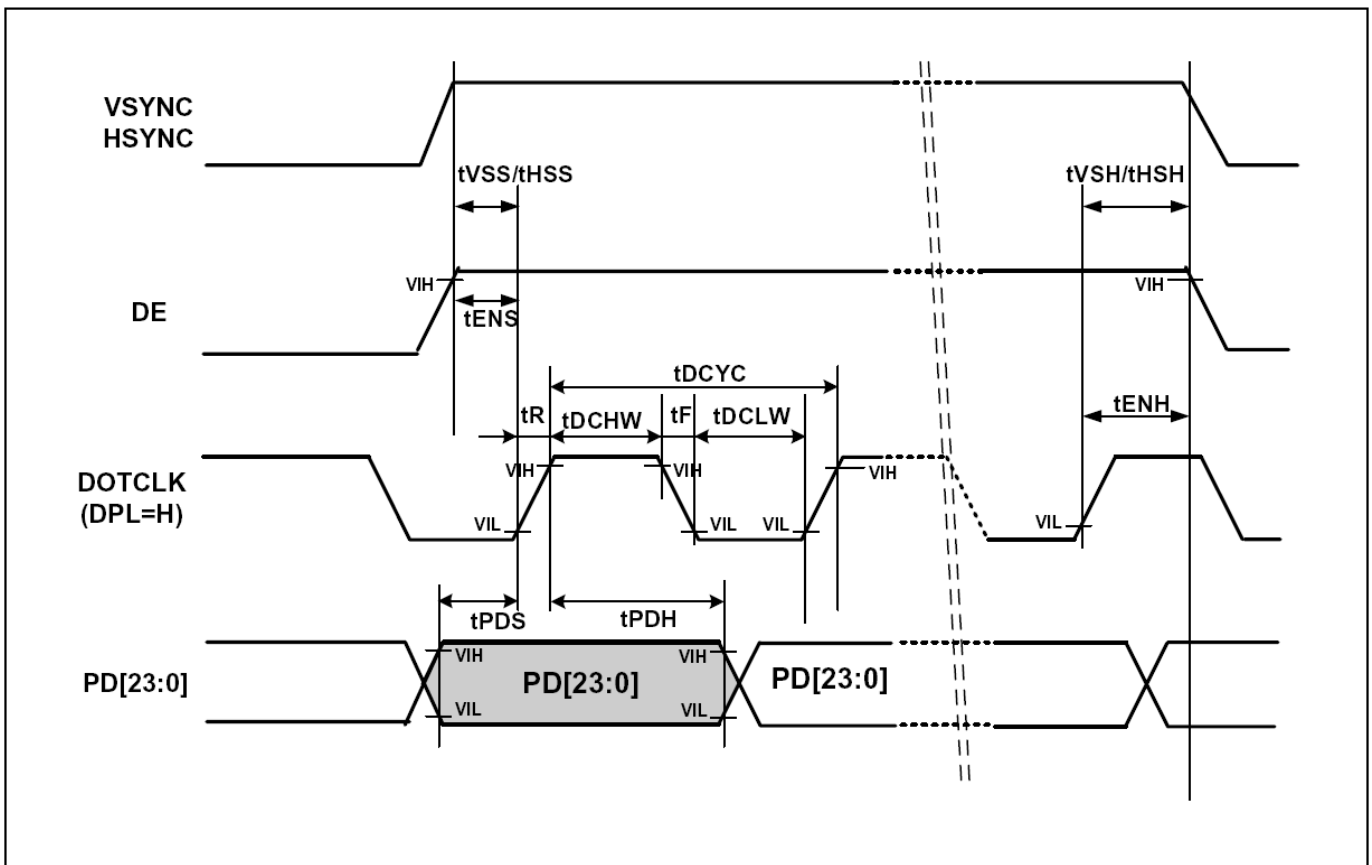 VSYNC
HSYNC
tVSS/tHSS
tVSH/tHSH
DE
VIH
tENS
VIH
tDCYC
tENH
tR
tDCHW
tF
tDCLW
DOTCLK
(DPL=H)
VIH
VIH
VIH
VIL
VIL
VIL
VIL
tPDS
tPDH
PD[23:0]
VIH
VIH
PD[23:0]
PD[23:0]
VIL
VIL